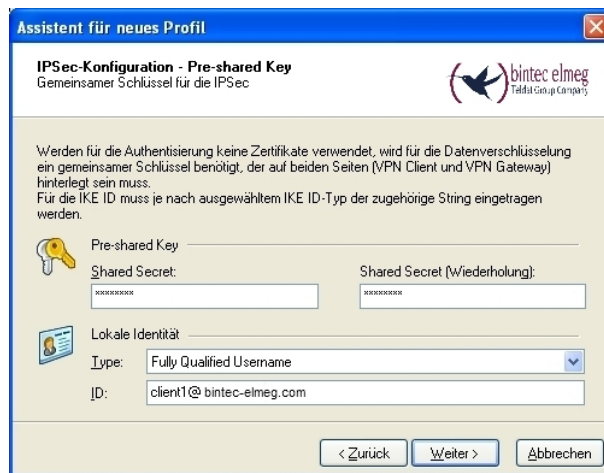 Assistent für neues Profil
IPSec-Konfiguration - Pre-shared Key
Gemeinsamer Schlüssel für die IPSec
bintec elmeg
Teldat Group Company
Werden für die Authentisierung keine Zertifikate verwendet, wird für die Datenverschlüsselung
ein gemeinsamer Schlüssel benötigt, der auf beiden Seiten (VPN Client und VPN Gateway)
hinterlegt sein muss.
Für die IKE ID muss je nach ausgewähltem IKE ID-Typ der zugehörige String eingetragen
werden.
Pre-shared Key
Shared Secret:
Shared Secret (Wiederholung):
********
********
Lokale Identität
Type:
Fully Qualified Username
ID:
client1@ bintec-elmeg.com
< Zurück
Weiter >
Abbrechen